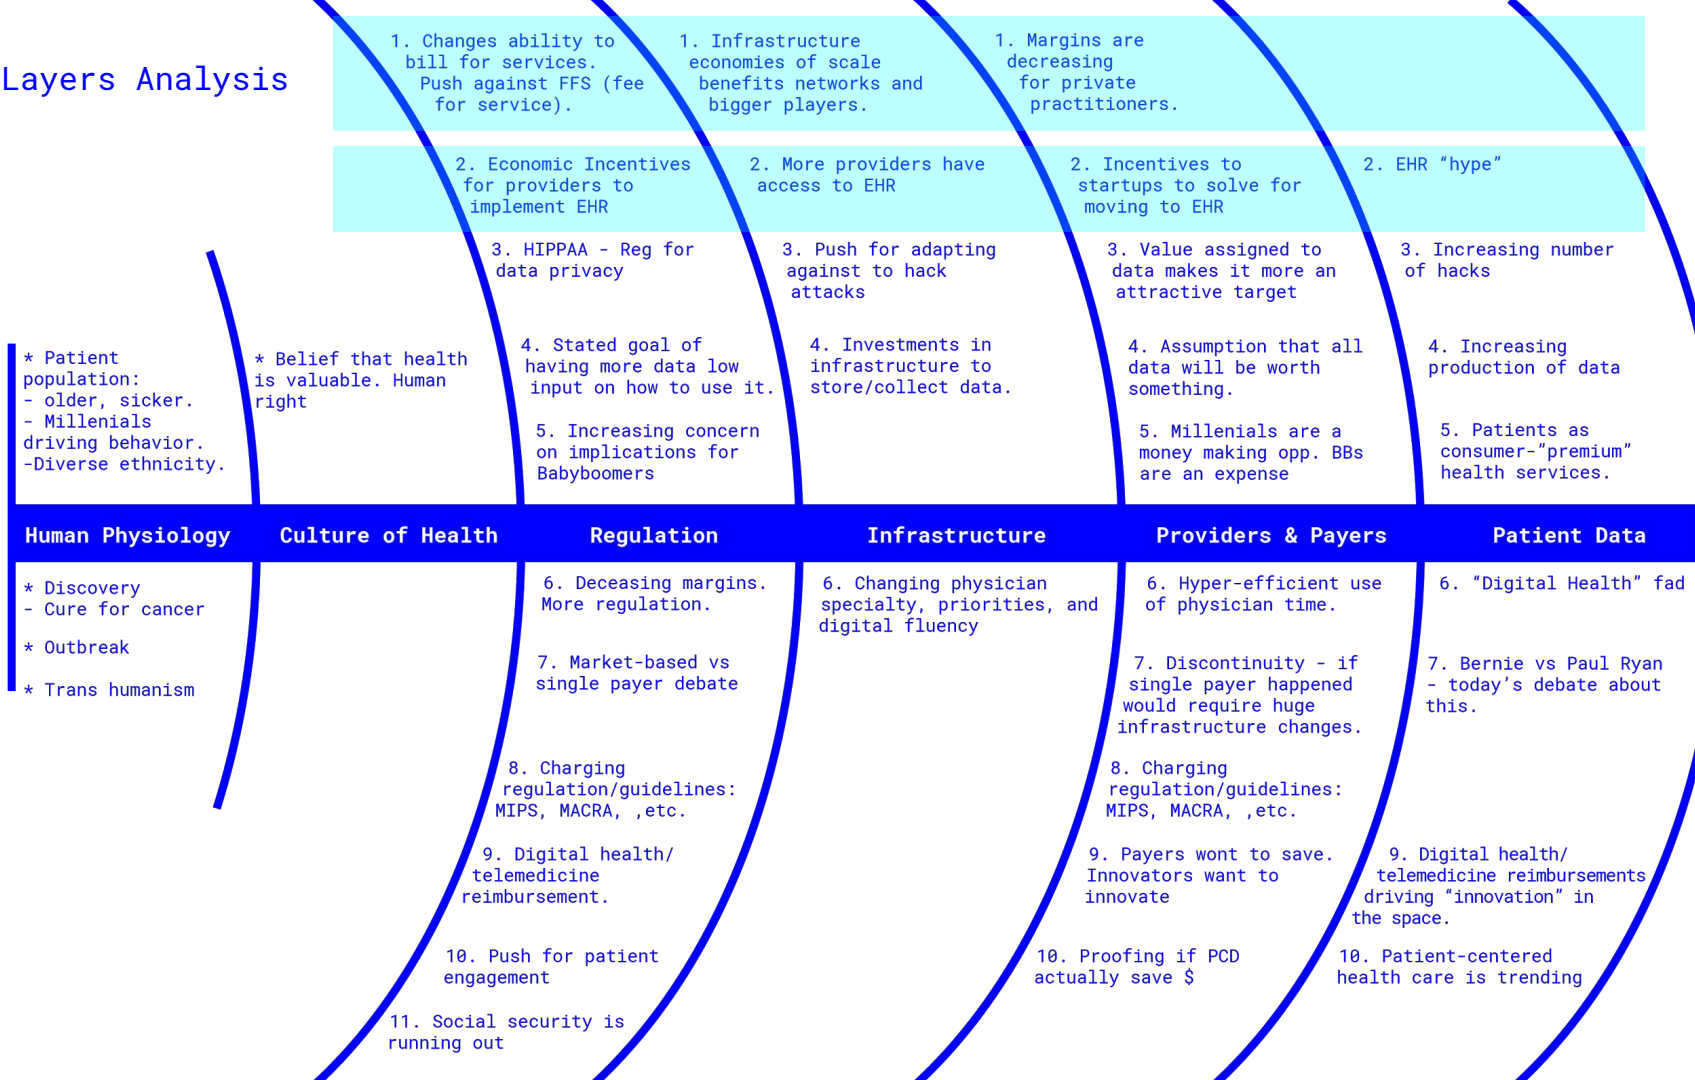 Layers Analysis
1. Changes ability to
bill for services.
Push against FFS (fee
for service).
1. Infrastructure
economies of scale
benefits networks and
bigger players.
1. Margins are
decreasing
for private
practitioners.
2. Economic Incentives
for providers to
implement EHR
2. More providers have
access to EHR
2. Incentives to
startups to solve for
moving to EHR
2. EHR “hype”
3. HIPPAA - Reg for
data privacy
3. Push for adapting
against to hack
attacks
3. Value assigned to
data makes it more an
attractive target
3. Increasing number
of hacks
* Patient
population:
- older, sicker.
- Millenials
driving behavior.
-Diverse ethnicity.
* Belief that health
is valuable. Human
right
4. Stated goal of
having more data low
input on how to use it.
4. Investments in
infrastructure to
store/collect data.
4. Assumption that all
data will be worth
something.
4. Increasing
production of data
5. Increasing concern
on implications for
Babyboomers
5. Millenials are a
money making opp. BBs
are an expense
5. Patients as
consumer-”premium”
health services.
Human Physiology
Culture of Health
Regulation
Infrastructure
Providers & Payers
Patient Data
* Discovery
- Cure for cancer
* Outbreak
* Trans humanism
6. Deceasing margins.
More regulation.
6. Changing physician
specialty, priorities, and
digital fluency
6. Hyper-efficient use
of physician time.
6. “Digital Health” fad
7. Market-based vs
single payer debate
7. Discontinuity - if
single payer happened
would require huge
infrastructure changes.
7. Bernie vs Paul Ryan
- today’s debate about
this.
8. Charging
regulation/guidelines:
MIPS, MACRA, ,etc.
8. Charging
regulation/guidelines:
MIPS, MACRA, ,etc.
9. Digital health/
telemedicine
reimbursement.
9. Payers wont to save.
Innovators want to
innovate
9. Digital health/
telemedicine reimbursements
driving “innovation” in
the space.
10. Push for patient
engagement
10. Proofing if PCD
actually save $
10. Patient-centered
health care is trending
11. Social security is
running out